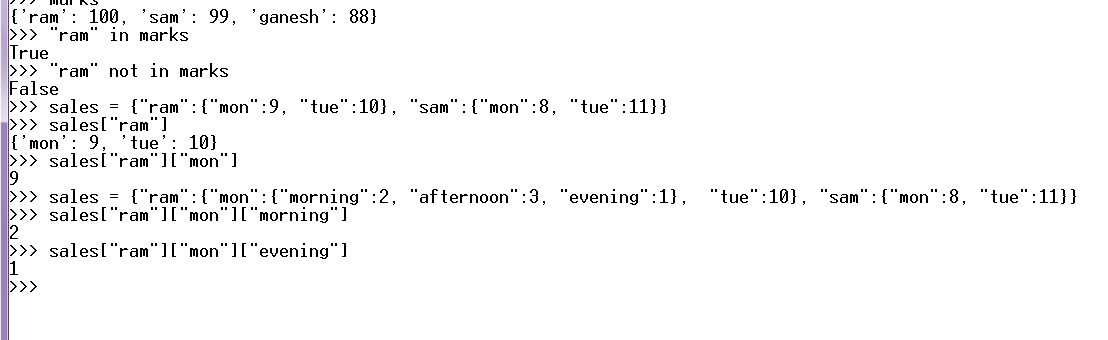 >>> marks
{'ram': 100, 'sam': 99, 'ganesh': 88}
>>> "ram" in marks
True
>>> "ram" not in marks
False
>>> sales = {"ram":{"mon":9, "tue":10}, "sam":{"mon":8, "tue":11}}
>>> sales["ram"]
{'mon': 9, 'tue': 10}
>>> sales["ram"]["mon"]
9
>>> sales = {"ram":{"mon":{"morning":2, "afternoon":3, "evening":1},  "tue":10}, "sam":{"mon":8, "tue":11}}
>>> sales["ram"]["mon"]["morning"]
2
>>> sales["ram"]["mon"]["evening"]
1
>>>